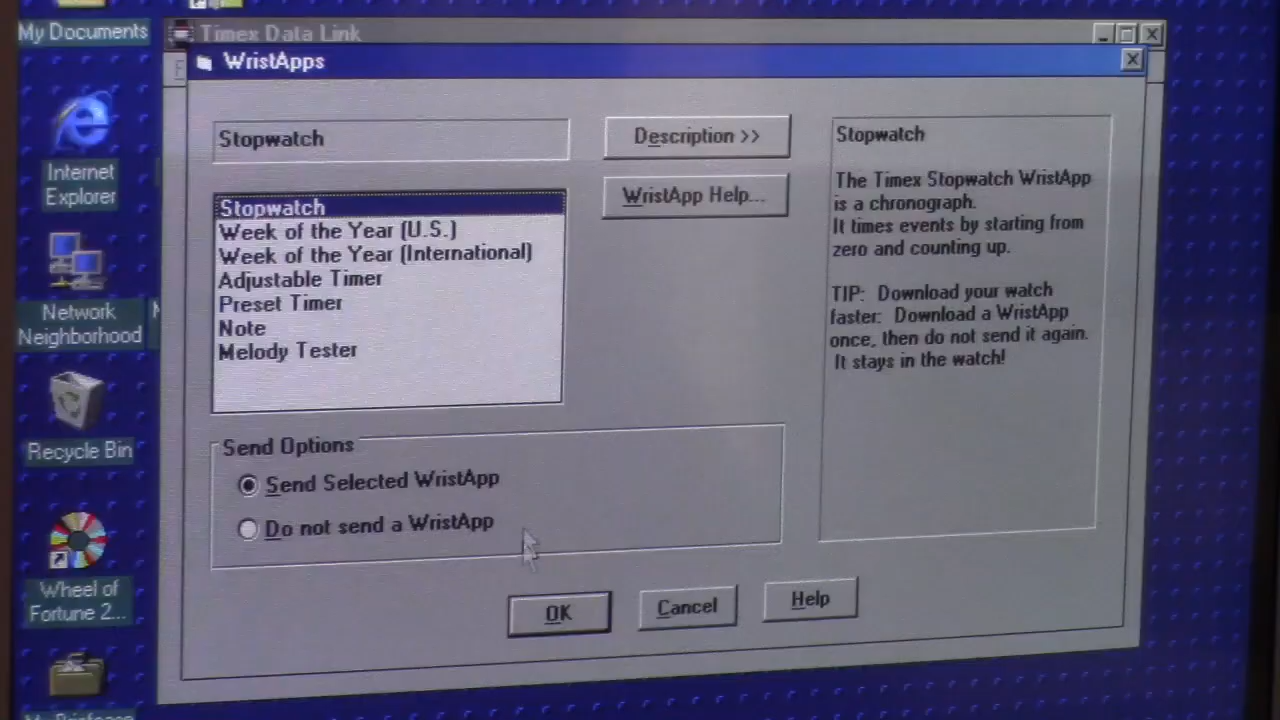 My Documents
Timex Data Link
WristApps
Internet
Explorer
Network
Neighborhood
Recycle Bin
Wheel of
Fortune 2...
Stopwatch
Description >>
WristApp Help...
Stopwatch
Week of the Year (U.S.)
Week of the Year (International)
Adjustable Timer
Preset Timer
Note
Melody Tester
Send Options
Send Selected WristApp
Do not send a WristApp
OK
Cancel
Help
Stopwatch
The Timex Stopwatch WristApp
is a chronograph.
It times events by starting from
zero and counting up.
TIP: Download your watch
faster: Download a WristApp
once, then do not send it again.
It stays in the watch!